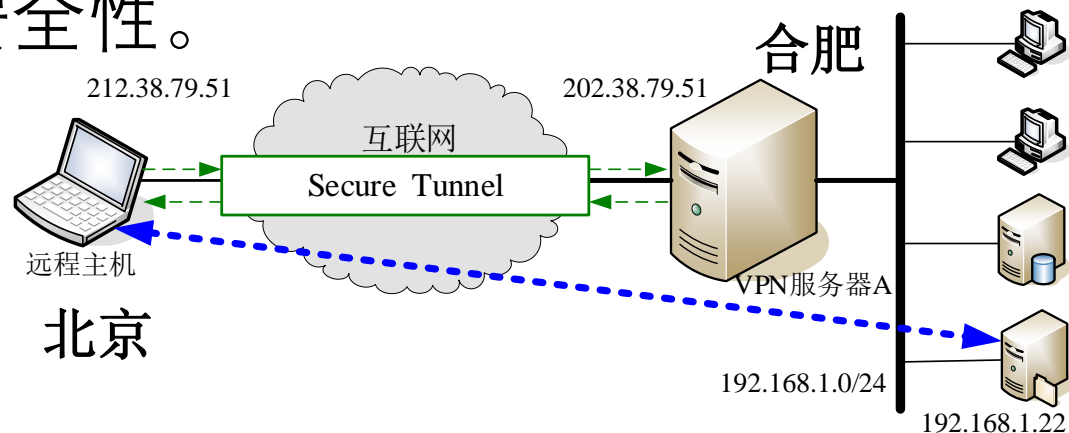 全性。
合肥
212.38.79.51
202.38.79.51
互联网
Secure Tunnel
远程主机
VPN服务器A
北京
192.168.1.0/24
192.168.1.22